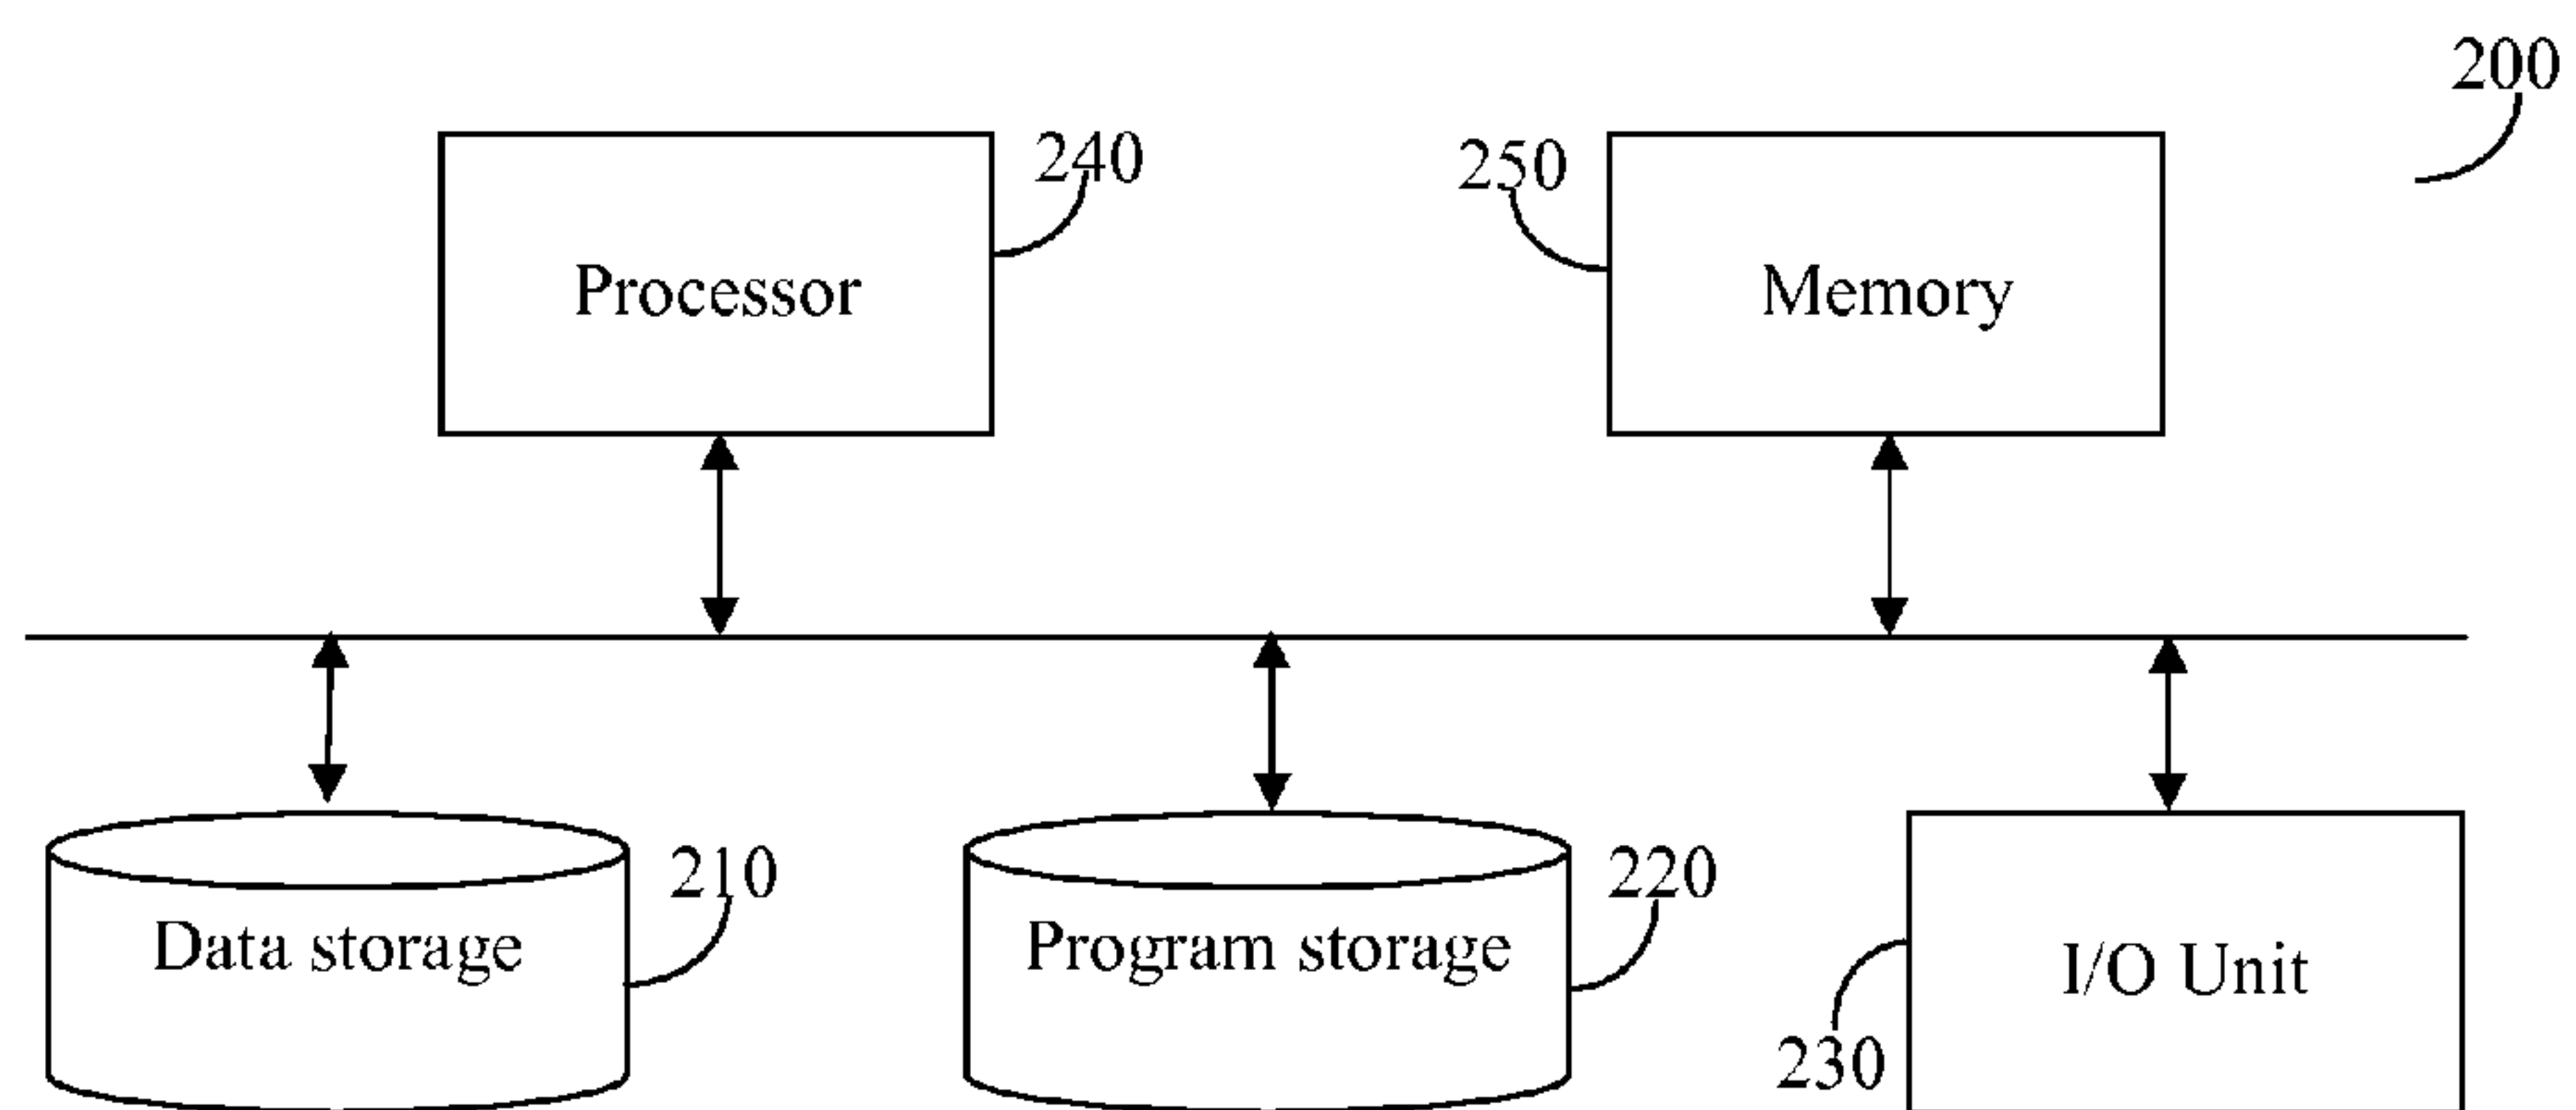 200
240
250
Processor
Memory
210
220
Data storage
Program storage
I/O Unit
230